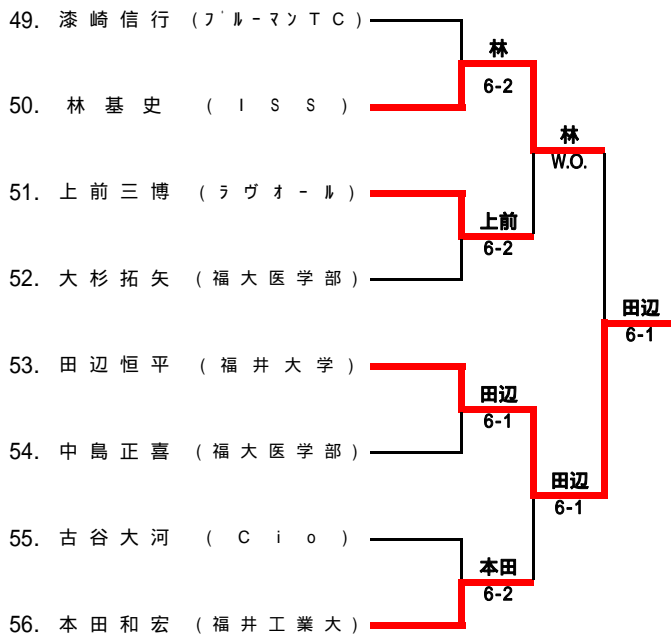 49. 漆崎信行 (ブルーマンTC)
林
6-2
50. 林基史 (ISS)
林
W.O.
51. 上前三博 (ラヴォール)
上前
6-2
52. 大杉拓矢 (福大医学部)
田辺
6-1
53. 田辺恒平 (福井大学)
田辺
6-1
54. 中島正喜 (福大医学部)
田辺
6-1
55. 古谷大河 (Cio)
本田
6-2
56. 本田和宏 (福井工業大)